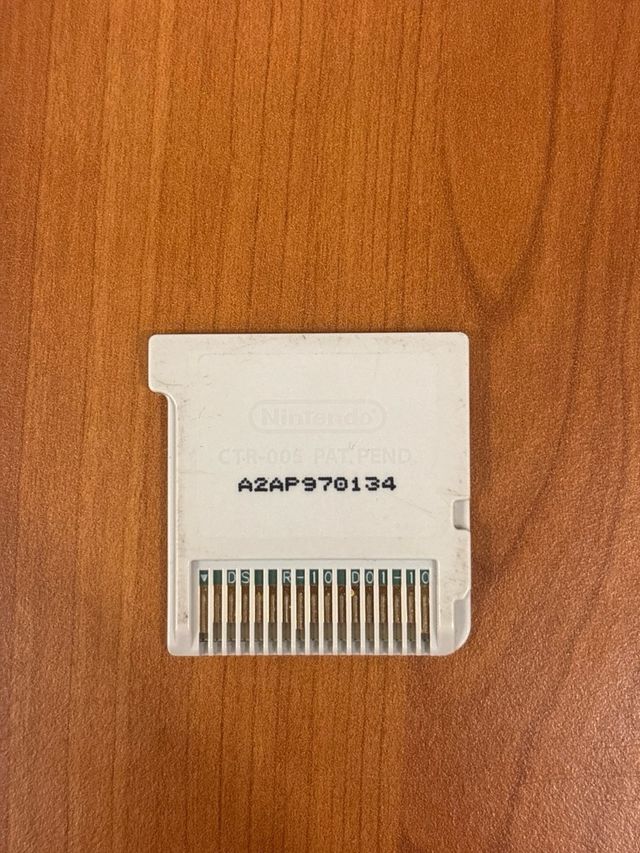 Nintendo
CTR-005 PAT. PEND.
A2AP970134